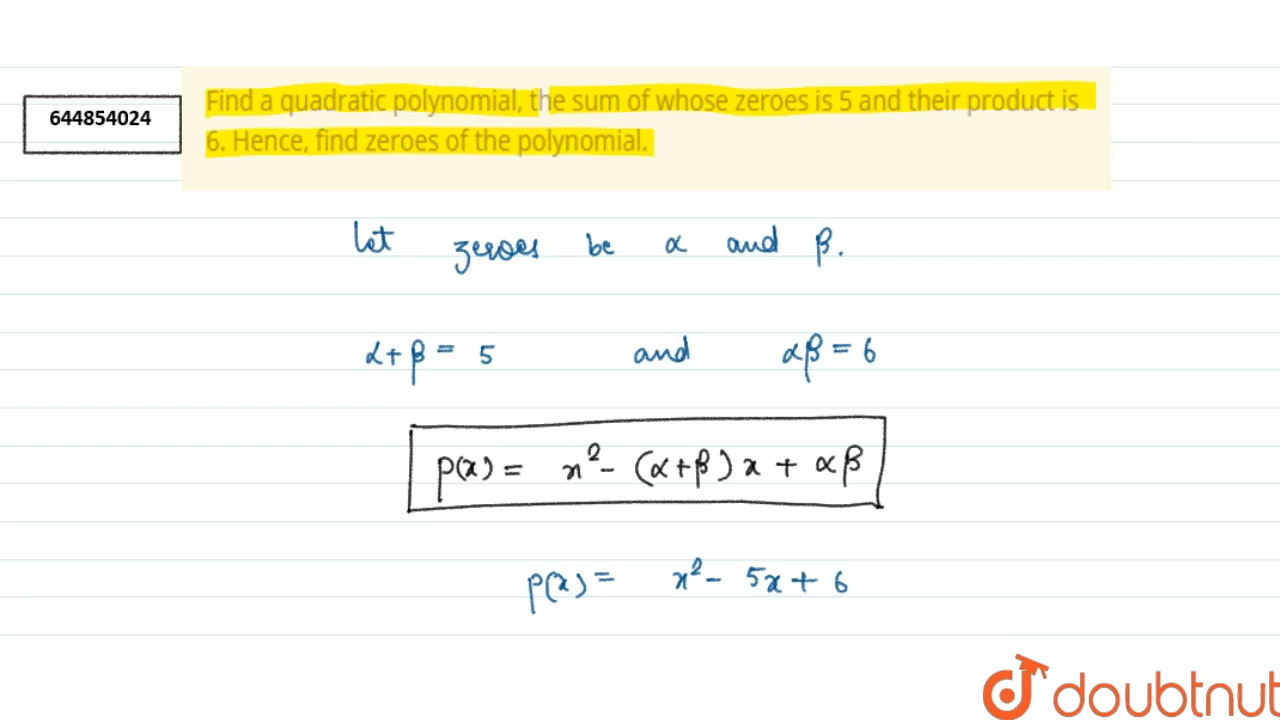 644854024
Find a quadratic polynomial, the sum of whose zeroes is 5 and their product is
6. Hence, find zeroes of the polynomial.
Let zeroes be α and β.
α+β = 5 and αβ = 6
p(x) = x² - (α+β)x + αβ
p(x) = x² - 5x + 6
doubtnut